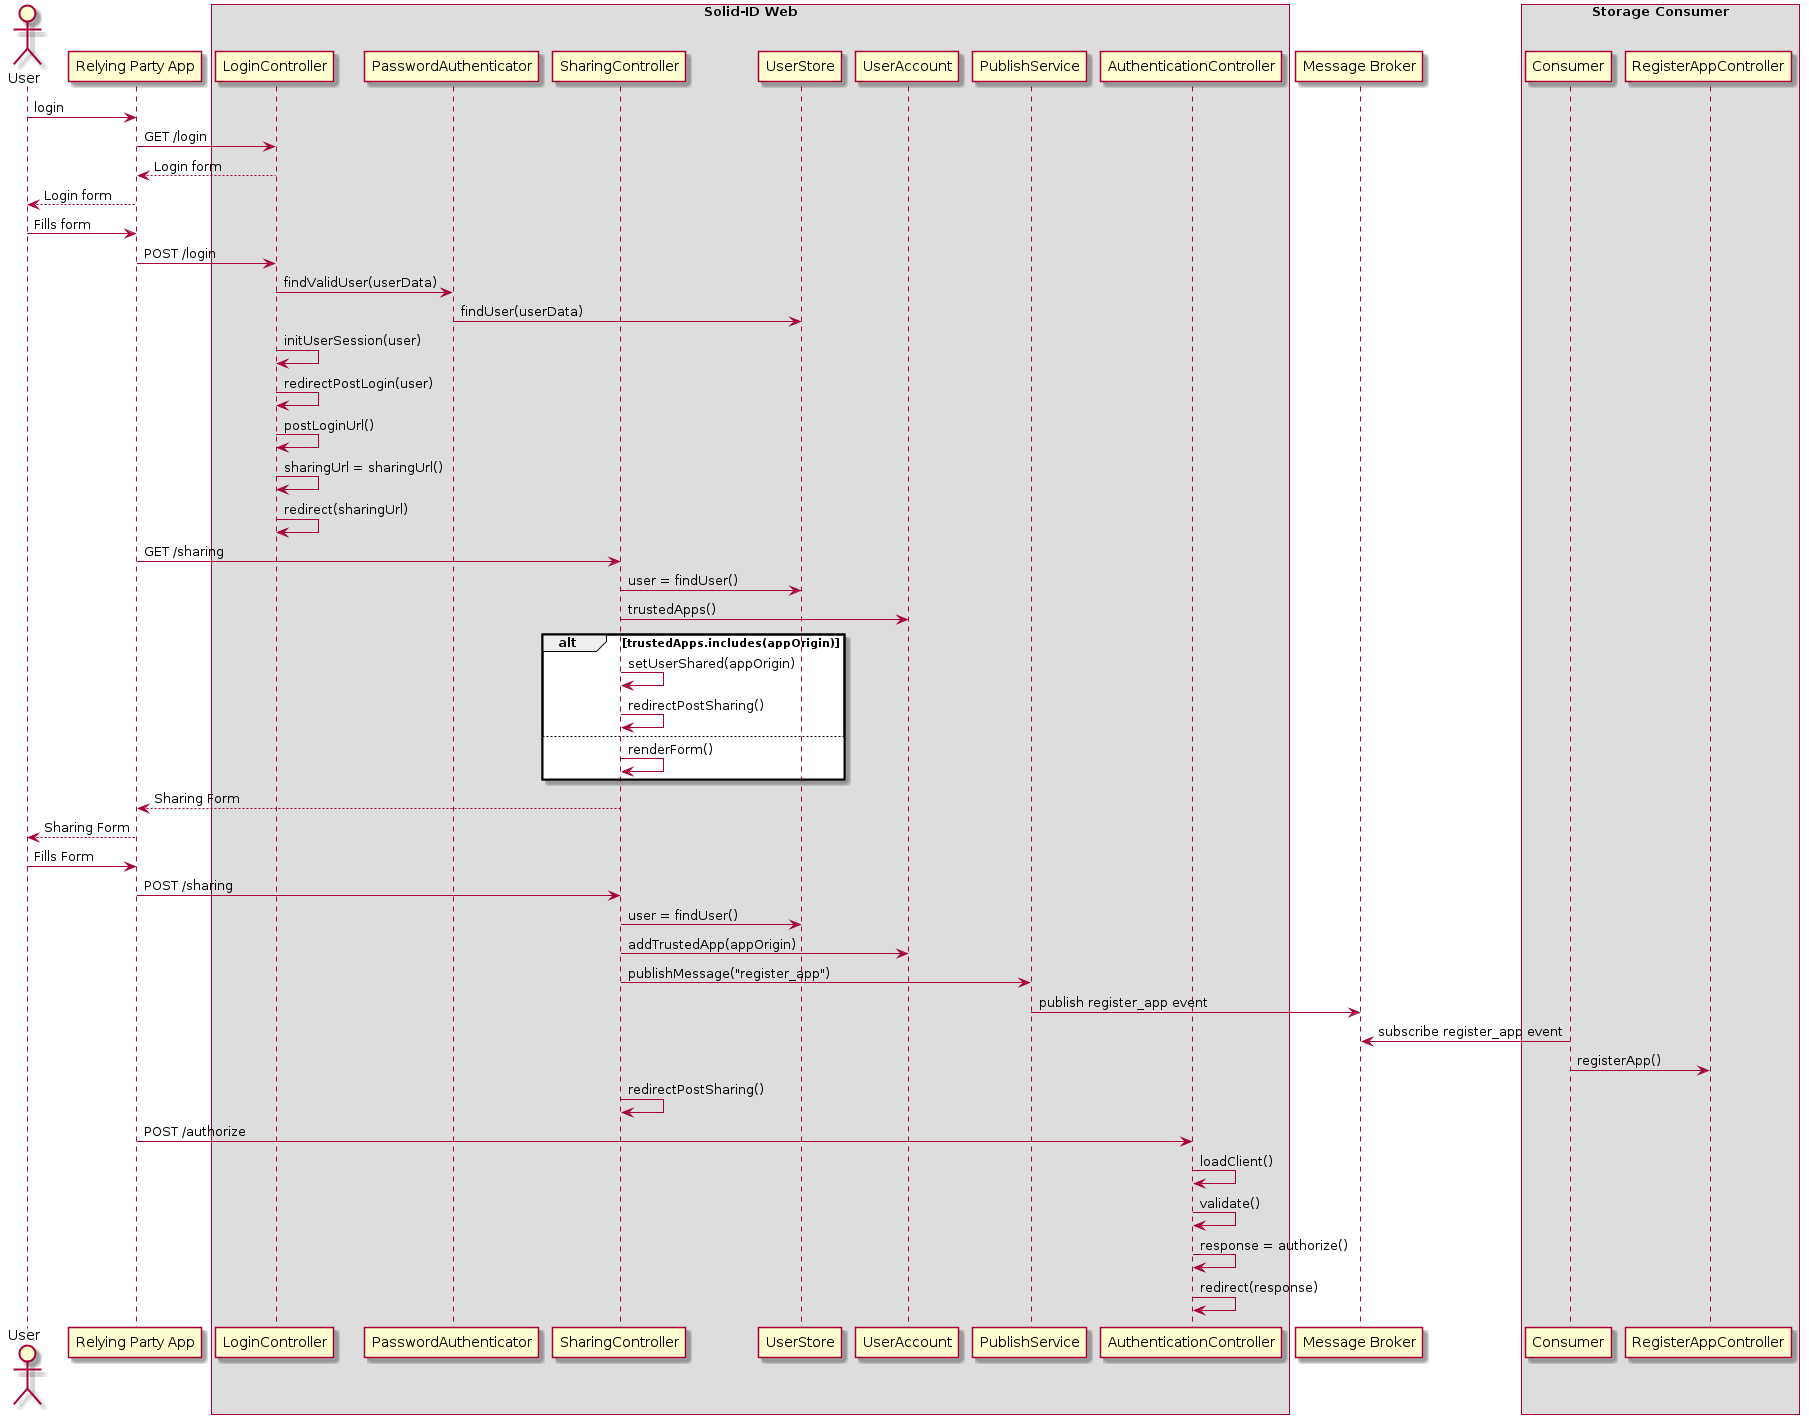 Solid-ID Web
Storage Consumer
User
Relying Party App
LoginController
PasswordAuthenticator
SharingController
UserStore
UserAccount
PublishService
AuthenticationController
Message Broker
Consumer
RegisterAppController
login
GET /login
Login form
Login form
Fills form
POST /login
findValidUser(userData)
findUser(userData)
initUserSession(user)
redirectPostLogin(user)
postLoginUrl()
sharingUrl = sharingUrl()
redirect(sharingUrl)
GET /sharing
user = findUser()
trustedApps()
alt
[trustedApps.includes(appOrigin)]
setUserShared(appOrigin)
redirectPostSharing()
renderForm()
Sharing Form
Sharing Form
Fills Form
POST /sharing
user = findUser()
addTrustedApp(appOrigin)
publishMessage("register_app")
publish register_app event
subscribe register_app event
registerApp()
redirectPostSharing()
POST /authorize
loadClient()
validate()
response = authorize()
redirect(response)
User
Relying Party App
LoginController
PasswordAuthenticator
SharingController
UserStore
UserAccount
PublishService
AuthenticationController
Message Broker
Consumer
RegisterAppController